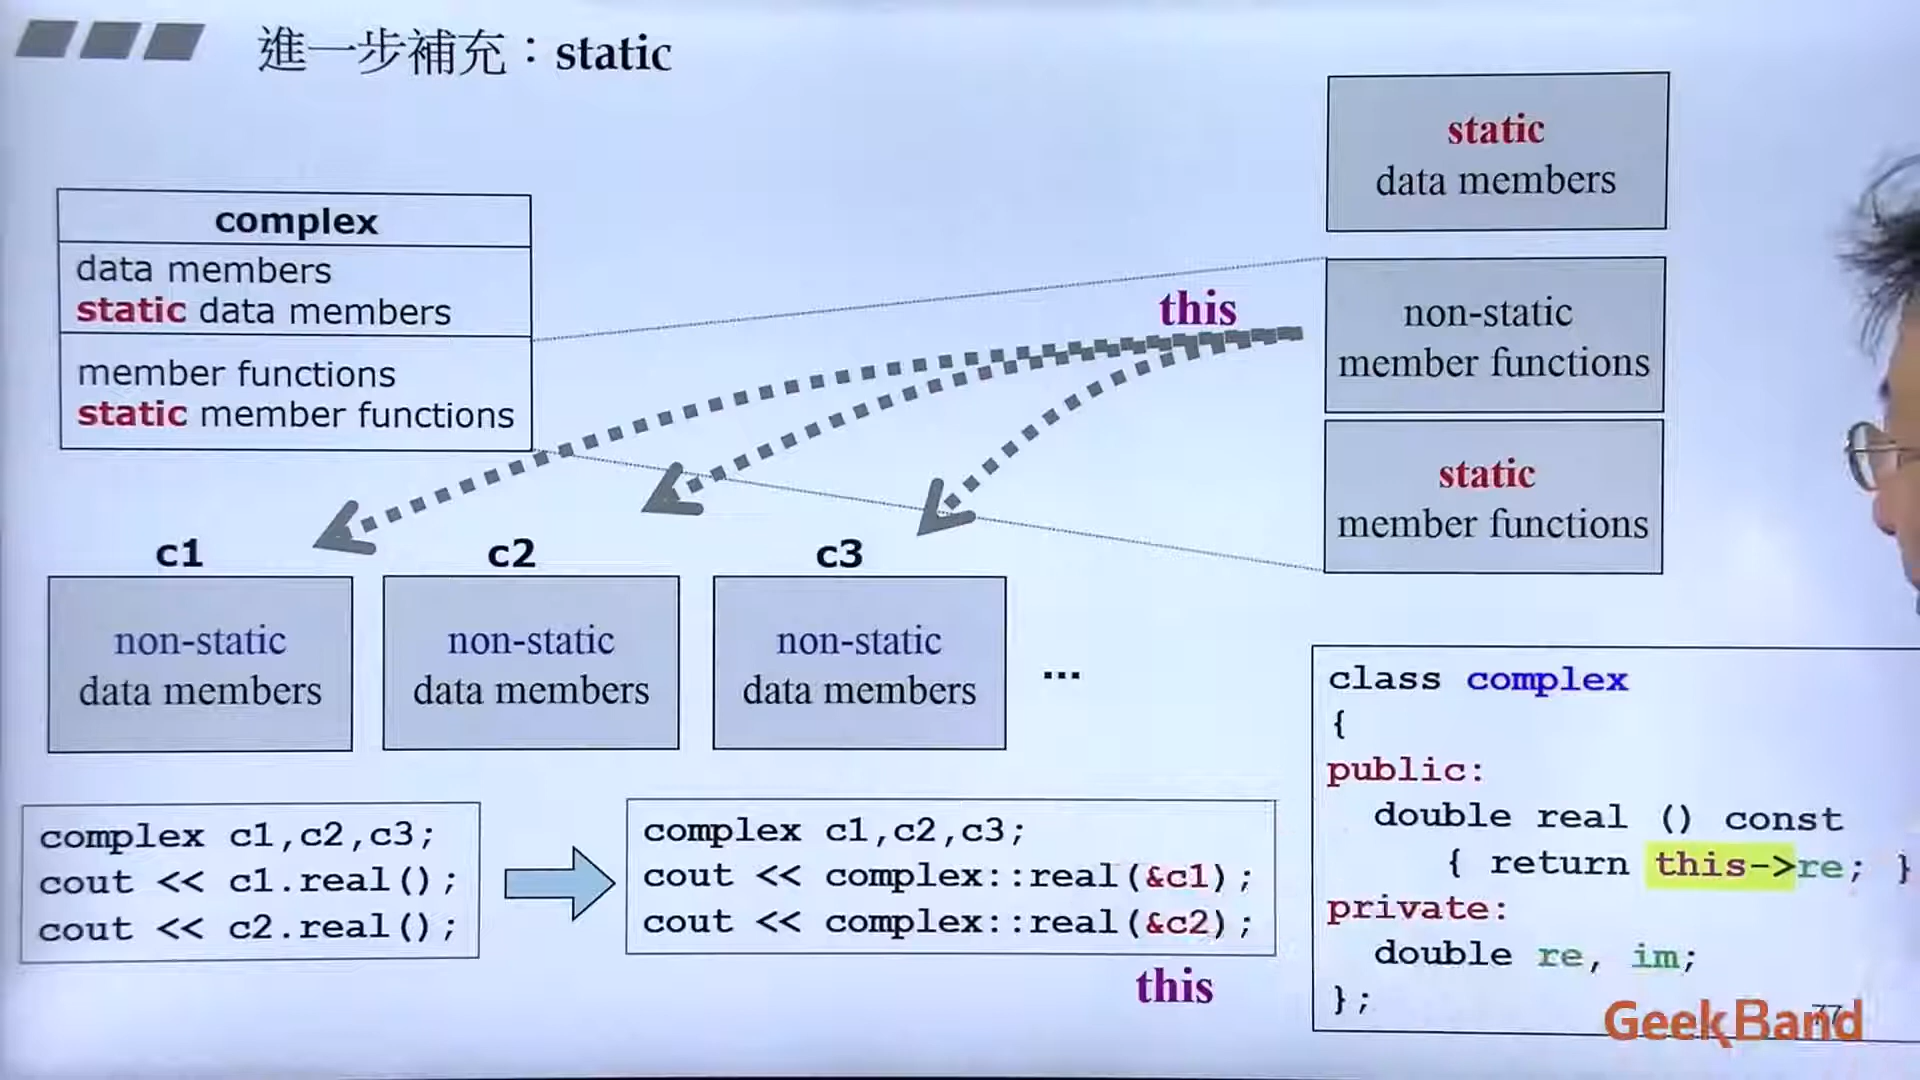 進一步補充：static
static
data members
complex
data members
static data members
member functions
static member functions
this
non-static
member functions
static
member functions
c1
c2
c3
non-static
data members
non-static
data members
non-static
data members
...
complex c1,c2,c3;
cout << c1.real();
cout << c2.real();
complex c1,c2,c3;
cout << complex::real(&c1);
cout << complex::real(&c2);
this
class complex
{
public:
double real () const
{ return this->re; }
private:
double re, im;
};
77
GeekBand